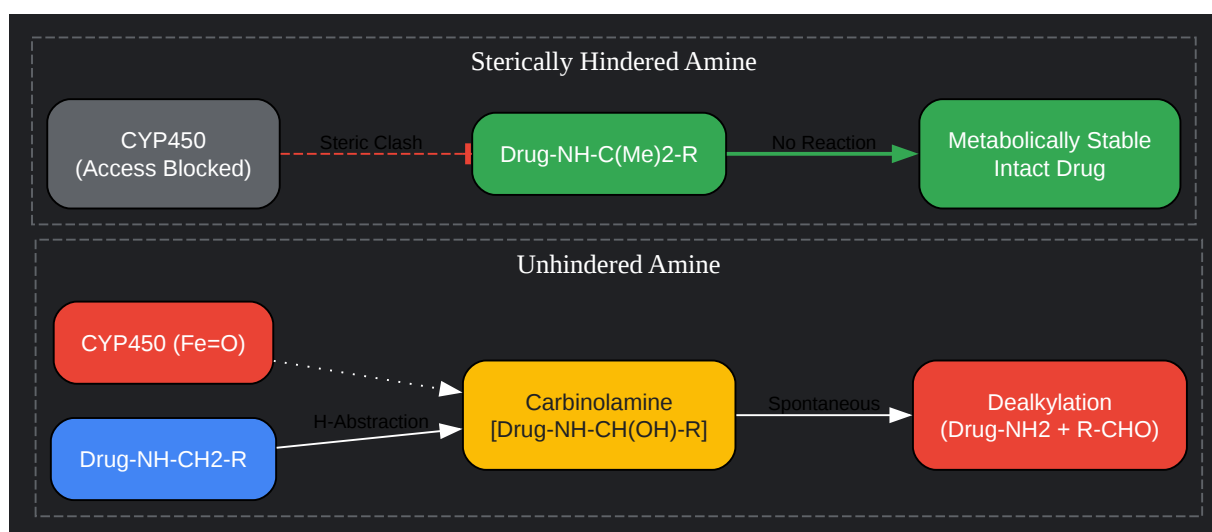 Sterically Hindered Amine
CYP450
(Access Blocked)
Steric Clash
Drug-NH-C(Me)2-R
No Reaction
Metabolically Stable
Intact Drug
Unhindered Amine
CYP450 (Fe=O)
Drug-NH-CH2-R
H-Abstraction
Carbinolamine
[Drug-NH-CH(OH)-R]
Spontaneous
Dealkylation
(Drug-NH2 + R-CHO)